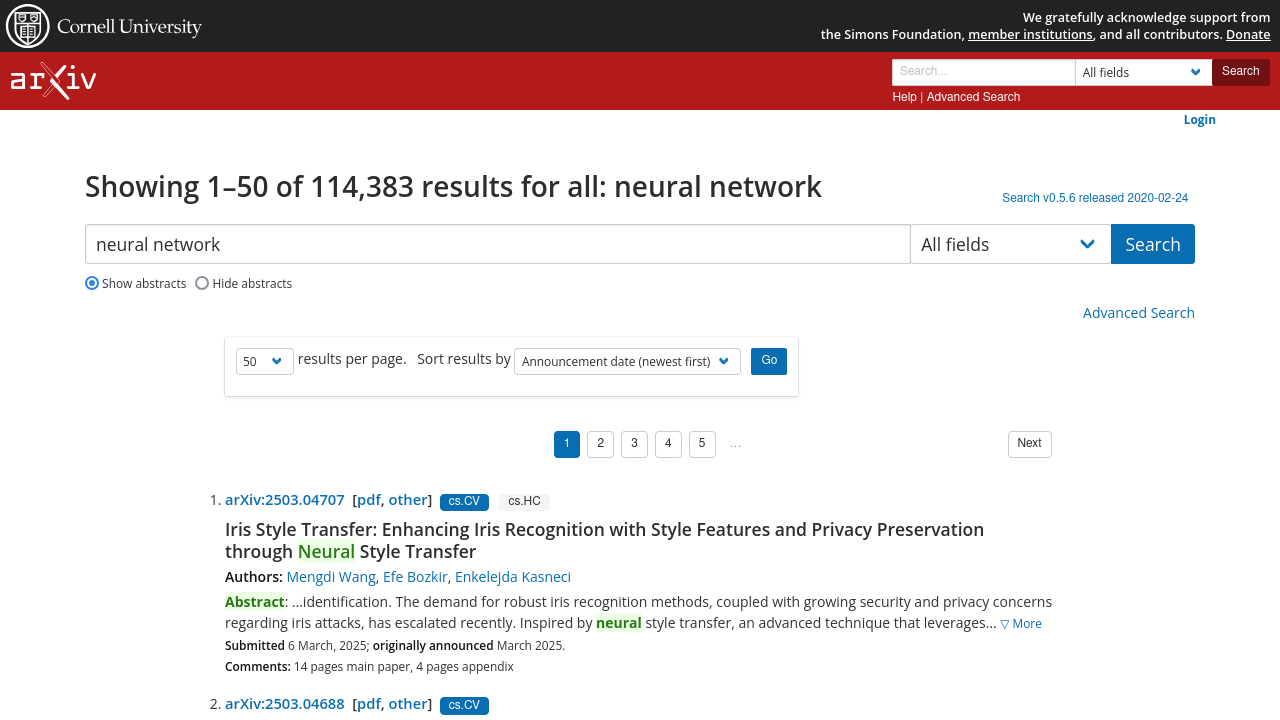 Cornell University
We gratefully acknowledge support from
the Simons Foundation, member institutions, and all contributors. Donate
arXiv
Search...
All fields
Search
Help | Advanced Search
Login
Showing 1–50 of 114,383 results for all: neural network
Search v0.5.6 released 2020-02-24
neural network
All fields
Search
Show abstracts Hide abstracts
Advanced Search
50 results per page. Sort results by Announcement date (newest first) Go
1 2 3 4 5 … Next
1. arXiv:2503.04707 [pdf, other] cs.CV cs.HC
Iris Style Transfer: Enhancing Iris Recognition with Style Features and Privacy Preservation
through Neural Style Transfer
Authors: Mengdi Wang, Efe Bozkir, Enkelejda Kasneci
Abstract: …identification. The demand for robust iris recognition methods, coupled with growing security and privacy concerns
regarding iris attacks, has escalated recently. Inspired by neural style transfer, an advanced technique that leverages… ▽ More
Submitted 6 March, 2025; originally announced March 2025.
Comments: 14 pages main paper, 4 pages appendix
2. arXiv:2503.04688 [pdf, other] cs.CV